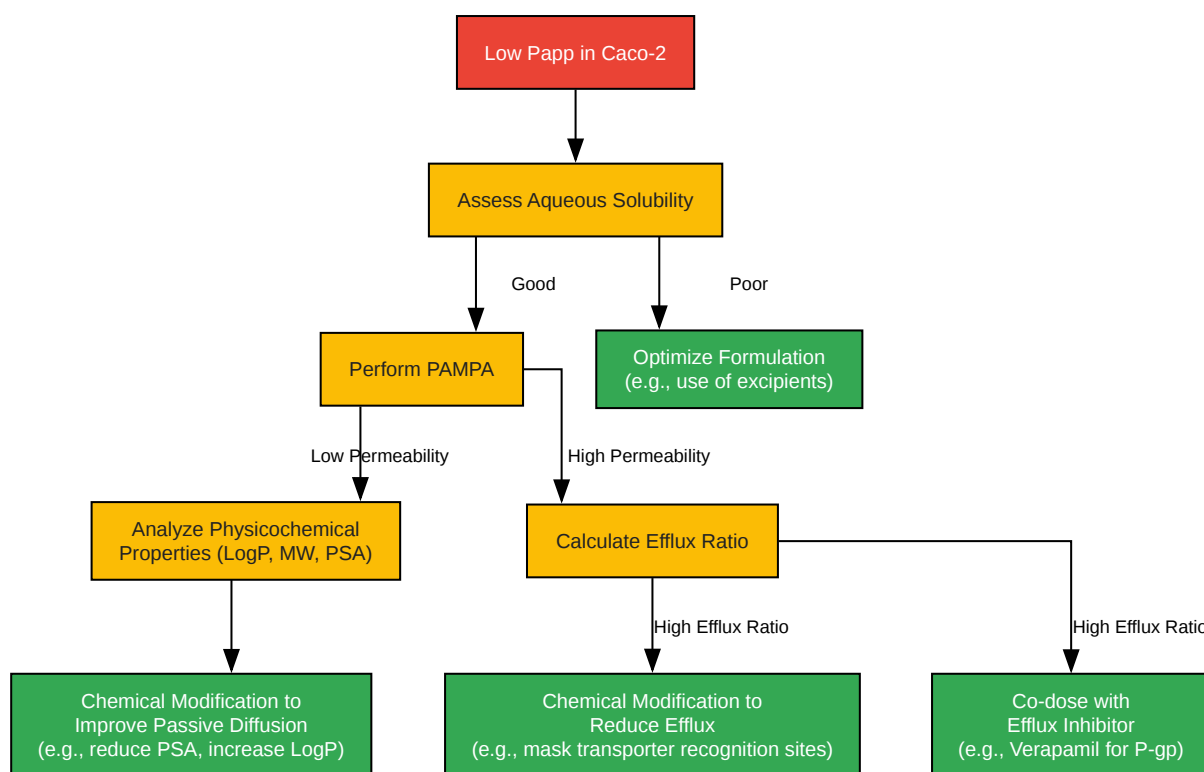 Low Papp in Caco-2
Assess Aqueous Solubility
Good
Poor
Optimize Formulation
(e.g., use of excipients)
Perform PAMPA
Low Permeability
High Permeability
Analyze Physicochemical
Properties (LogP, MW, PSA)
Calculate Efflux Ratio
High Efflux Ratio
High Efflux Ratio
Chemical Modification to
Improve Passive Diffusion
(e.g., reduce PSA, increase LogP)
Chemical Modification to
Reduce Efflux
(e.g., mask transporter recognition sites)
Co-dose with
Efflux Inhibitor
(e.g., Verapamil for P-gp)